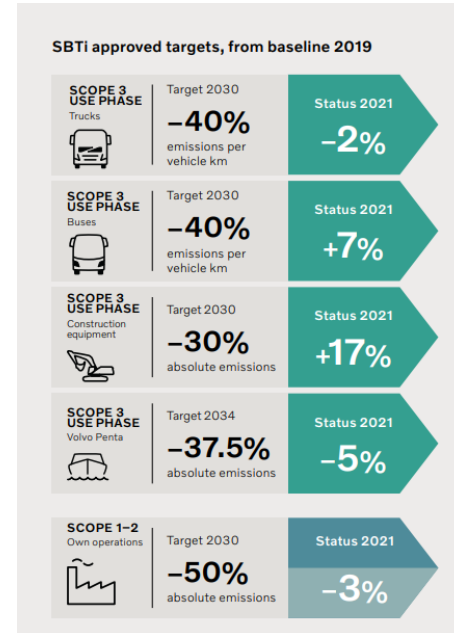 SBTi approved targets, from baseline 2019
SCOPE 3
USE PHASE
Trucks
Target 2030
–40%
emissions per
vehicle km
Status 2021
–2%
SCOPE 3
USE PHASE
Buses
Target 2030
–40%
emissions per
vehicle km
Status 2021
+7%
SCOPE 3
USE PHASE
Construction
equipment
Target 2030
–30%
absolute emissions
Status 2021
+17%
SCOPE 3
USE PHASE
Volvo Penta
Target 2034
–37.5%
absolute emissions
Status 2021
–5%
SCOPE 1–2
Own operations
Target 2030
–50%
absolute emissions
Status 2021
–3%